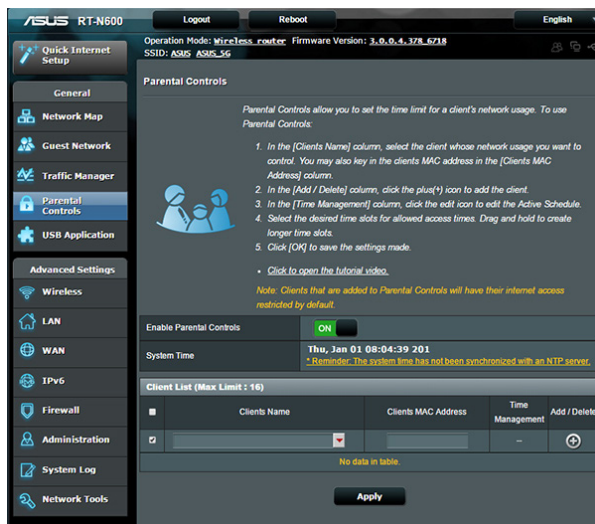 ASUS RT-N600
Logout
Reboot
English
Quick Internet
Setup
Operation Mode: Wireless router Firmware Version: 3.0.0.4.378_6718
SSID: ASUS ASUS_5G
General
Network Map
Guest Network
Traffic Manager
Parental
Controls
USB Application
Advanced Settings
Wireless
LAN
WAN
IPv6
Firewall
Administration
System Log
Network Tools
Parental Controls
Parental Controls allow you to set the time limit for a client's network usage. To use
Parental Controls:
1. In the [Clients Name] column, select the client whose network usage you want to
control. You may also key in the clients MAC address in the [Clients MAC
Address] column.
2. In the [Add / Delete] column, click the plus(+) icon to add the client.
3. In the [Time Management] column, click the edit icon to edit the Active Schedule.
4. Select the desired time slots for allowed access times. Drag and hold to create
longer time slots.
5. Click [OK] to save the settings made.
Click to open the tutorial video.
Note: Clients that are added to Parental Controls will have their internet access
restricted by default.
Enable Parental Controls
ON
System Time
Thu, Jan 01 08:04:39 201
* Reminder: The system time has not been synchronized with an NTP server.
Client List (Max Limit : 16)
Clients Name
Clients MAC Address
Time
Management
Add / Delete
--
No data in table.
Apply